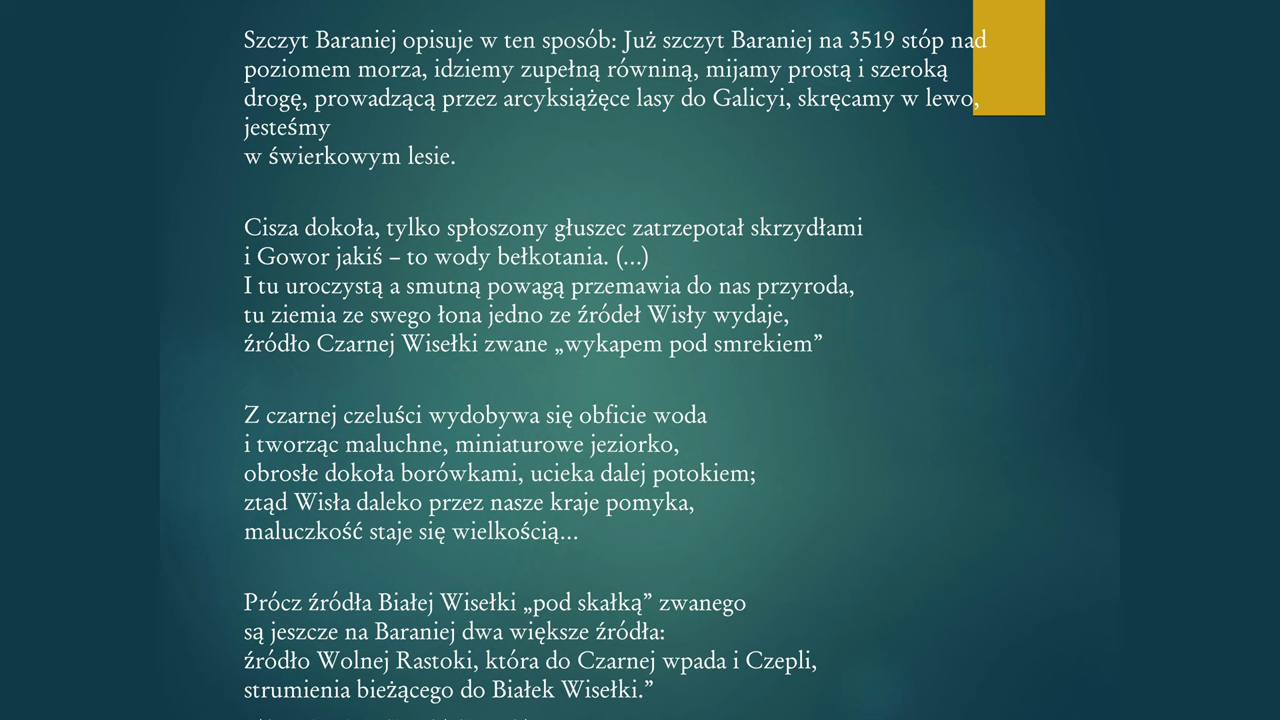 Szczyt Baraniej opisuje w ten sposób: Już szczyt Baraniej na 3519 stóp nad
poziomem morza, idziemy zupełną równiną, mijamy prostą i szeroką
drogę, prowadzącą przez arcyksiążęce lasy do Galicyi, skręcamy w lewo,
jesteśmy
w świerkowym lesie.
Cisza dokoła, tylko spłoszony głuszec zatrzepotał skrzydłami
i Gowor jakiś – to wody bełkotania. (...)
I tu uroczystą a smutną powagą przemawia do nas przyroda,
tu ziemia ze swego łona jedno ze źródeł Wisły wydaje,
źródło Czarnej Wisełki zwane „wykapem pod smrekiem”
Z czarnej czeluści wydobywa się obficie woda
i tworząc maluchne, miniaturowe jeziorko,
obrosłe dokoła borówkami, ucieka dalej potokiem;
ztąd Wisła daleko przez nasze kraje pomyka,
maluczkość staje się wielkością...
Prócz źródła Białej Wisełki „pod skałką” zwanego
są jeszcze na Baraniej dwa większe źródła:
źródło Wolnej Rastoki, która do Czarnej wpada i Czepli,
strumienia bieżącego do Białek Wisełki.”